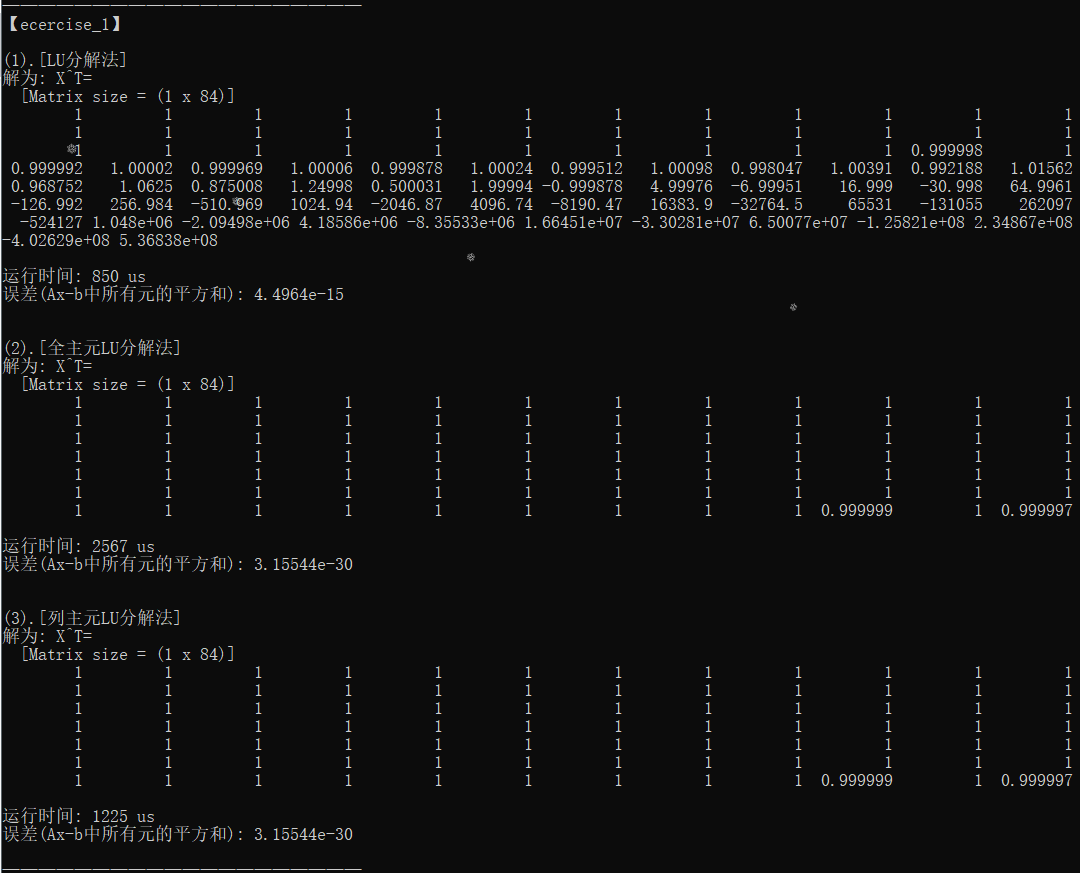 【ecercise_1】
(1).[LU分解法]
解为: X^T=
[Matrix size = (1 x 84)]
1 1 1 1 1 1 1 1 1 1 1 1
1 1 1 1 1 1 1 1 1 1 1 1
1 1 1 1 1 1 1 1 1 1 0.999998 1
0.999992 1.00002 0.999969 1.00006 0.999878 1.00024 0.999512 1.00098 0.998047 1.00391 0.992188 1.01562
0.968752 1.0625 0.875008 1.24998 0.500031 1.99994 -0.999878 4.99976 -6.99951 16.999 -30.998 64.9961
-126.992 256.984 -510.969 1024.94 -2046.87 4096.74 -8190.47 16383.9 -32764.5 65531 -131055 262097
-524127 1.048e+06 -2.09498e+06 4.18586e+06 -8.35533e+06 1.66451e+07 -3.30281e+07 6.50077e+07 -1.25821e+08 2.34867e+08
-4.02629e+08 5.36838e+08
运行时间: 850 us
误差(Ax-b中所有元的平方和): 4.4964e-15
(2).[全主元LU分解法]
解为: X^T=
[Matrix size = (1 x 84)]
1 1 1 1 1 1 1 1 1 1 1 1
1 1 1 1 1 1 1 1 1 1 1 1
1 1 1 1 1 1 1 1 1 1 1 1
1 1 1 1 1 1 1 1 1 1 1 1
1 1 1 1 1 1 1 1 1 1 1 1
1 1 1 1 1 1 1 1 1 1 1 1
1 1 1 1 1 1 1 1 1 0.999999 1 0.999997
运行时间: 2567 us
误差(Ax-b中所有元的平方和): 3.15544e-30
(3).[列主元LU分解法]
解为: X^T=
[Matrix size = (1 x 84)]
1 1 1 1 1 1 1 1 1 1 1 1
1 1 1 1 1 1 1 1 1 1 1 1
1 1 1 1 1 1 1 1 1 1 1 1
1 1 1 1 1 1 1 1 1 1 1 1
1 1 1 1 1 1 1 1 1 1 1 1
1 1 1 1 1 1 1 1 1 1 1 1
1 1 1 1 1 1 1 1 1 0.999999 1 0.999997
运行时间: 1225 us
误差(Ax-b中所有元的平方和): 3.15544e-30